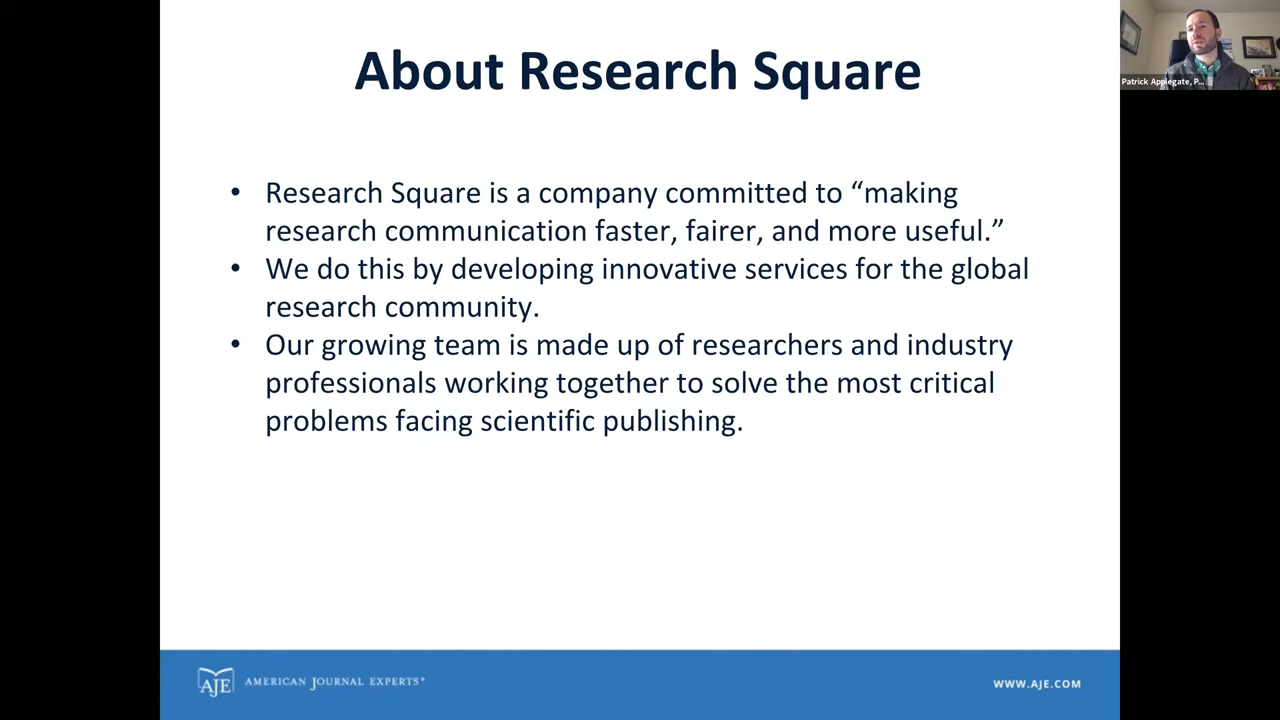 About Research Square
Patrick Applegate, P...
• Research Square is a company committed to “making
research communication faster, fairer, and more useful.”
• We do this by developing innovative services for the global
research community.
• Our growing team is made up of researchers and industry
professionals working together to solve the most critical
problems facing scientific publishing.
AJE AMERICAN JOURNAL EXPERTS®
WWW.AJE.COM